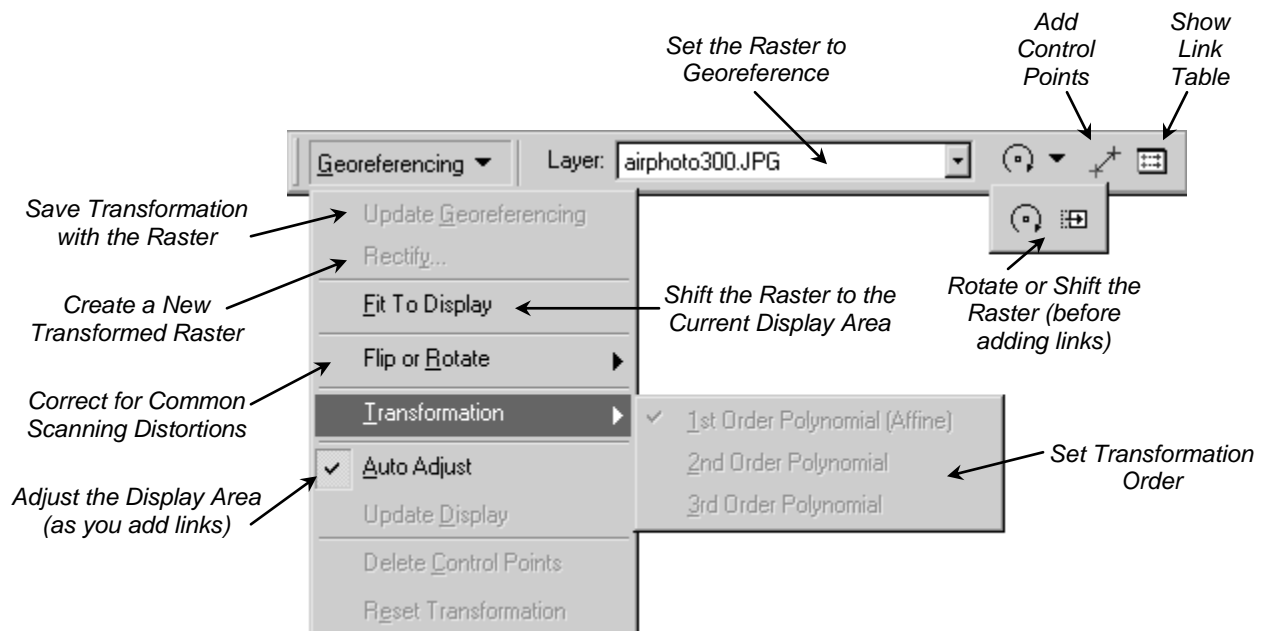 Add
Control
Points
Show
Link
Table
Set the Raster to
Georeference
Georeferencing
Layer:
airphoto300.JPG
Save Transformation
with the Raster
Update Georeferencing
Rectify...
Create a New
Transformed Raster
Fit To Display
Shift the Raster to the
Current Display Area
Rotate or Shift the
Raster (before
adding links)
Flip or Rotate
Correct for Common
Scanning Distortions
Transformation
1st Order Polynomial (Affine)
2nd Order Polynomial
3rd Order Polynomial
Set Transformation
Order
Auto Adjust
Adjust the Display Area
(as you add links)
Update Display
Delete Control Points
Reset Transformation